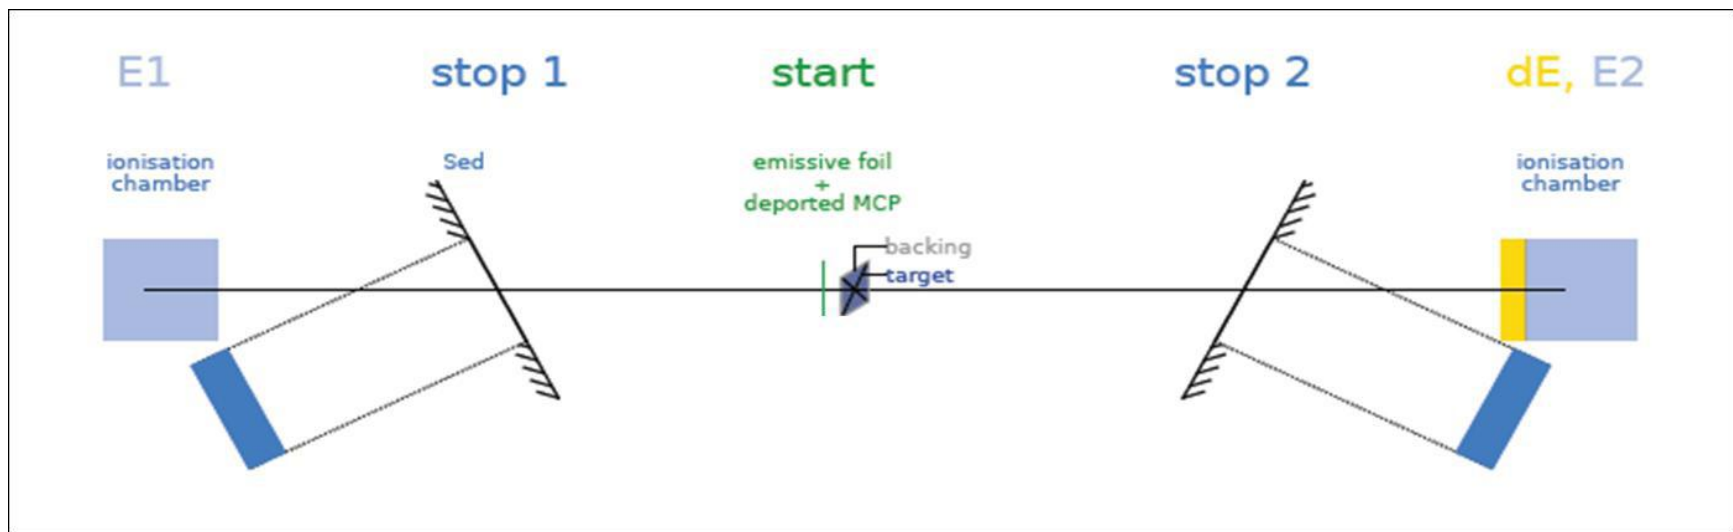 E1
stop 1
start
stop 2
dE, E2
ionisation
chamber
Sed
emissive foil
+
deported MCP
ionisation
chamber
backing
target